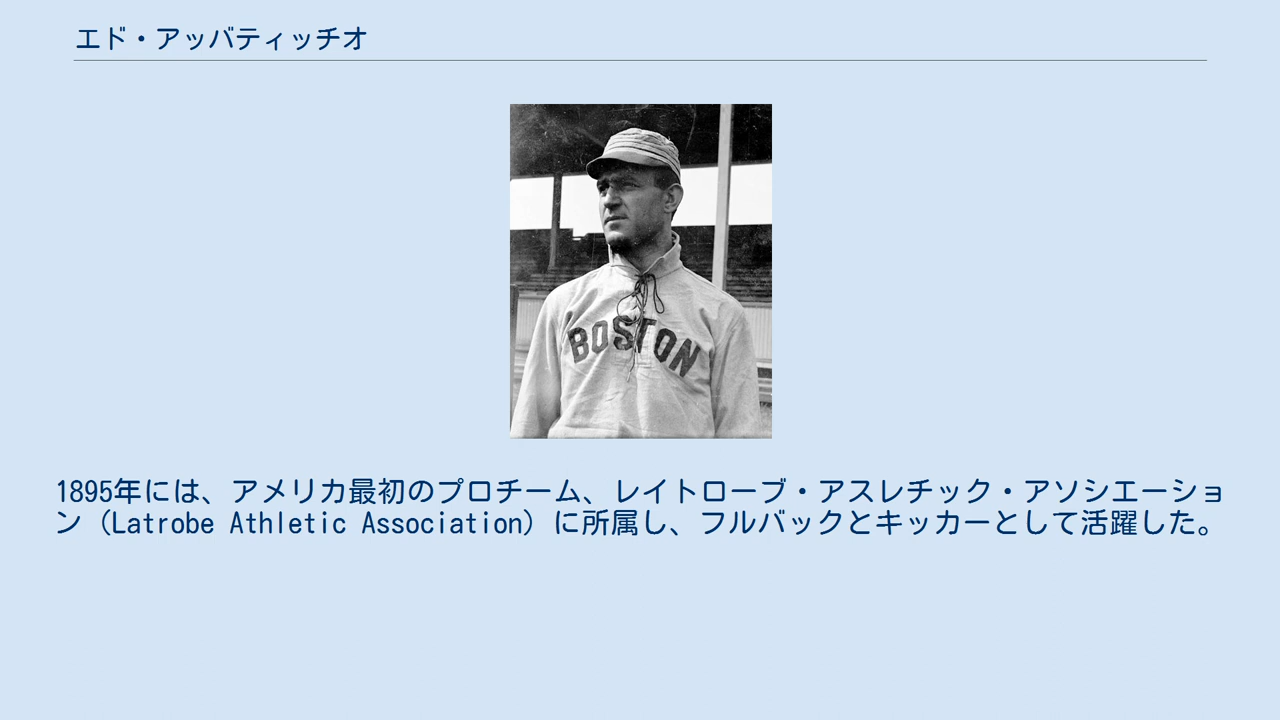 エド・アッバティッチオ
BOSTON
1895年には、アメリカ最初のプロチーム、レイトローブ・アスレチック・アソシエーショ
ン（Latrobe Athletic Association）に所属し、フルバックとキッカーとして活躍した。